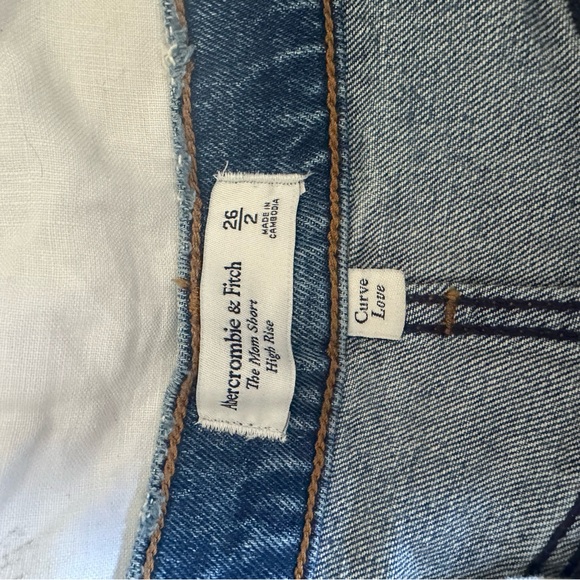 Abercrombie & Fitch
The Mom Short
High Rise
26
2
MADE IN
CAMBODIA
Curve
Love